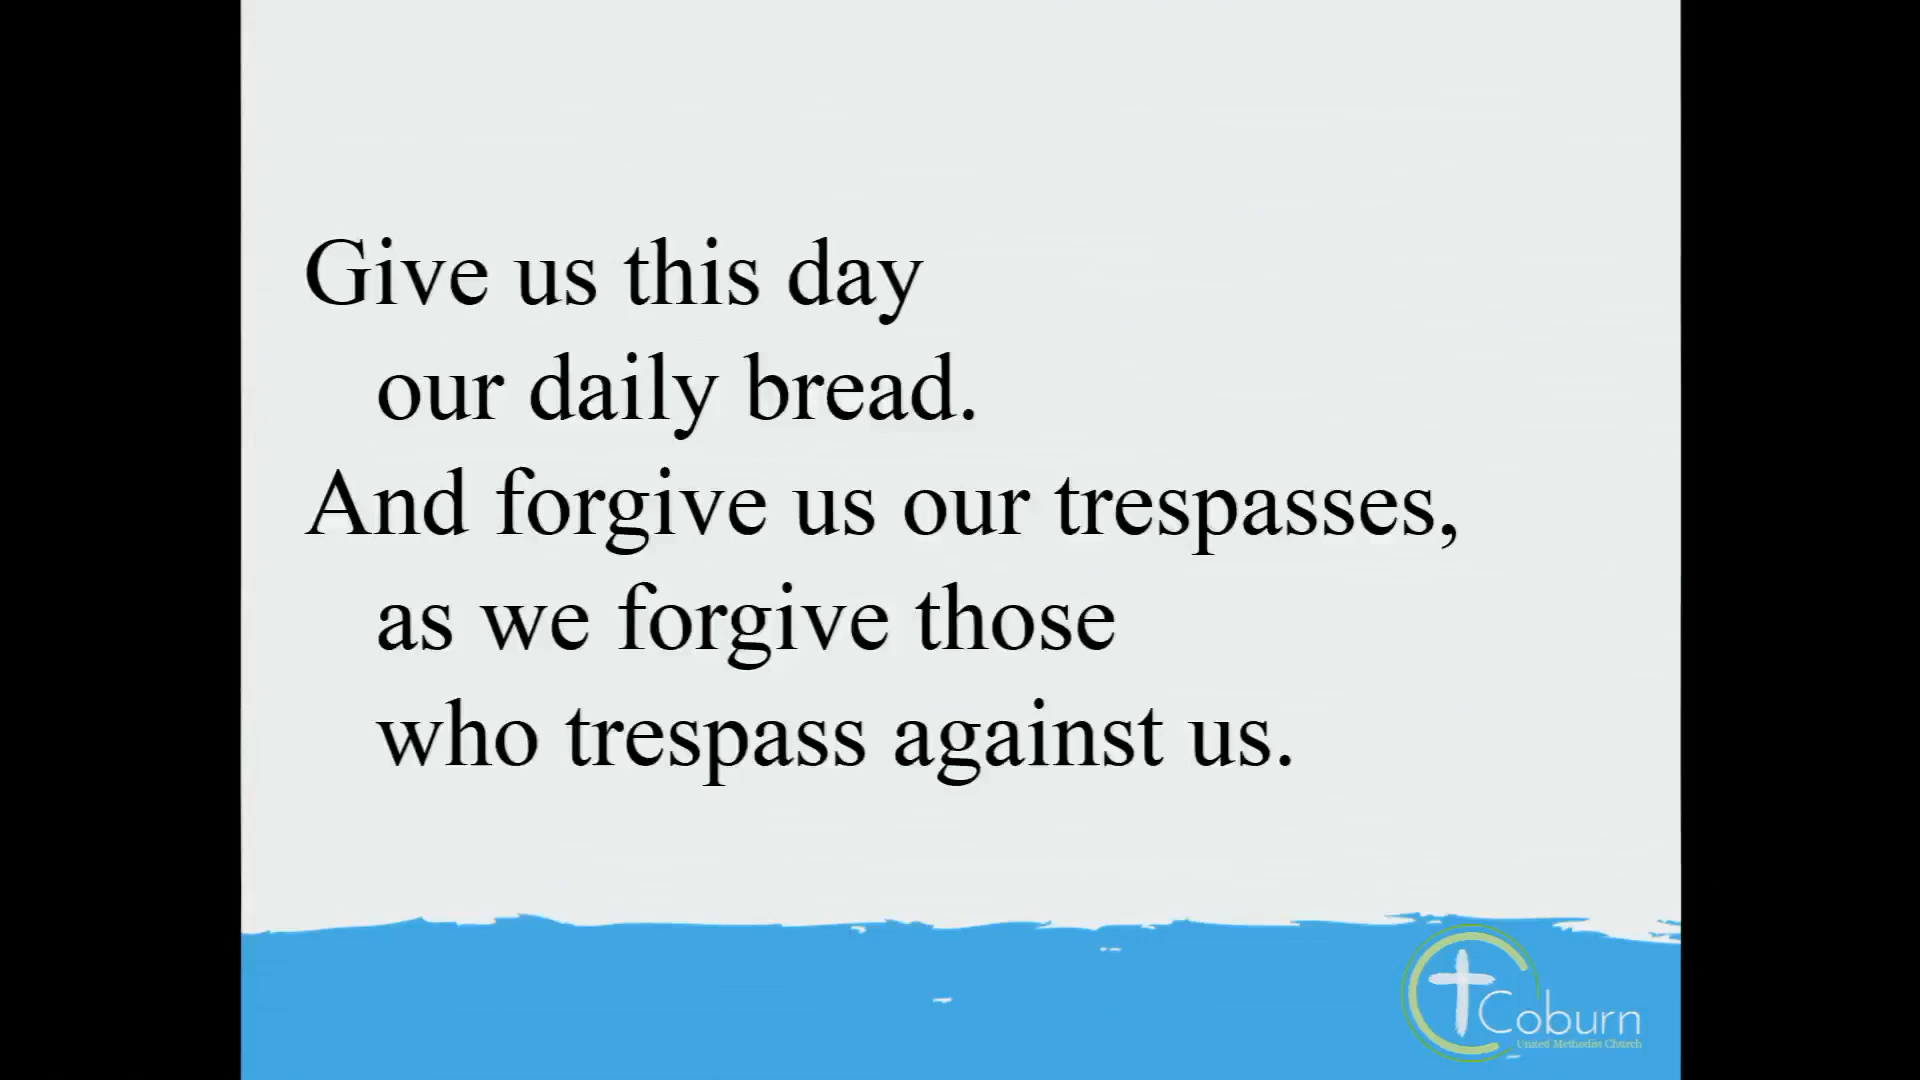 Give us this day
our daily bread.
And forgive us our trespasses,
as we forgive those
who trespass against us.
Coburn
United Methodist Church